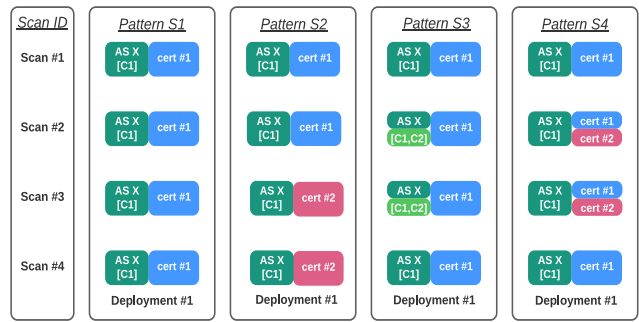 Scan ID
Scan #1
Scan #2
Scan #3
Scan #4
Pattern S1
AS X
[C1]
cert #1
AS X
[C1]
cert #1
AS X
[C1]
cert #1
AS X
[C1]
cert #1
Deployment #1
Pattern S2
AS X
[C1]
cert #1
AS X
[C1]
cert #1
AS X
[C1]
cert #2
AS X
[C1]
cert #2
Deployment #1
Pattern S3
AS X
[C1]
cert #1
AS X
[C1,C2]
cert #1
AS X
[C1,C2]
cert #1
AS X
[C1]
cert #1
Deployment #1
Pattern S4
AS X
[C1]
cert #1
AS X
[C1]
cert #1
cert #2
AS X
[C1]
cert #1
cert #2
AS X
[C1]
cert #1
Deployment #1